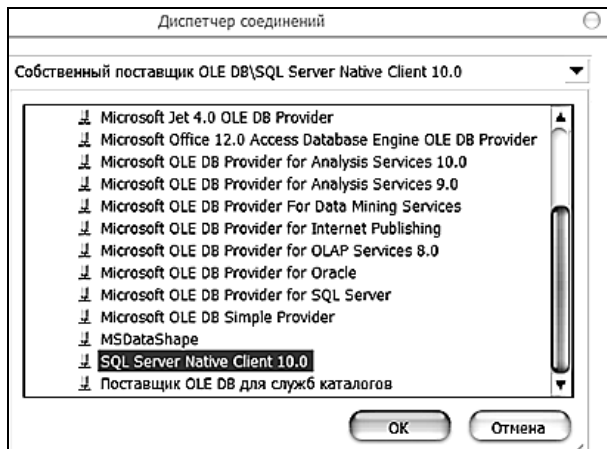 Диспетчер соединений
Собственный поставщик OLE DB\SQL Server Native Client 10.0
Microsoft Jet 4.0 OLE DB Provider
Microsoft Office 12.0 Access Database Engine OLE DB Provider
Microsoft OLE DB Provider for Analysis Services 10.0
Microsoft OLE DB Provider for Analysis Services 9.0
Microsoft OLE DB Provider For Data Mining Services
Microsoft OLE DB Provider for Internet Publishing
Microsoft OLE DB Provider for OLAP Services 8.0
Microsoft OLE DB Provider for Oracle
Microsoft OLE DB Provider for SQL Server
Microsoft OLE DB Simple Provider
MSDataShape
SQL Server Native Client 10.0
Поставщик OLE DB для служб каталогов
OK Отмена